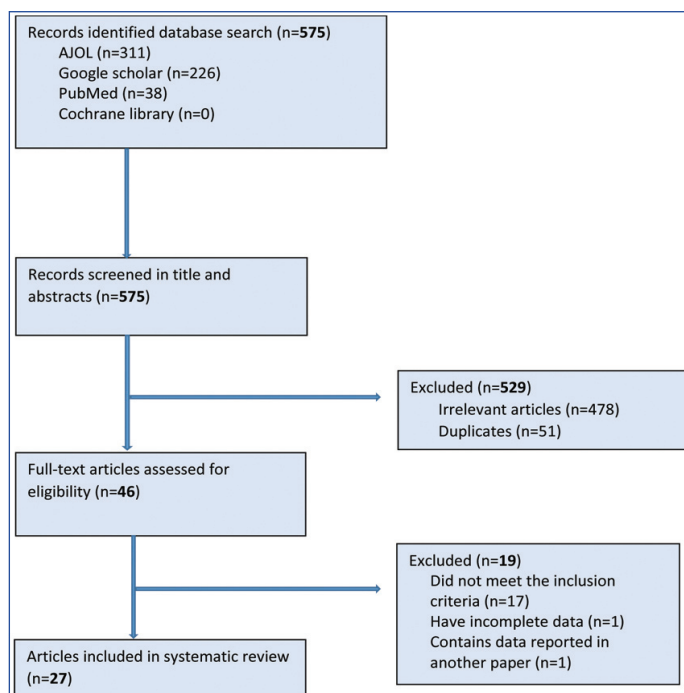 Records identified database search (n=575)
AJOL (n=311)
Google scholar (n=226)
PubMed (n=38)
Cochrane library (n=0)
Records screened in title and
abstracts (n=575)
Excluded (n=529)
Irrelevant articles (n=478)
Duplicates (n=51)
Full-text articles assessed for
eligibility (n=46)
Excluded (n=19)
Did not meet the inclusion
criteria (n=17)
Have incomplete data (n=1)
Contains data reported in
another paper (n=1)
Articles included in systematic review
(n=27)